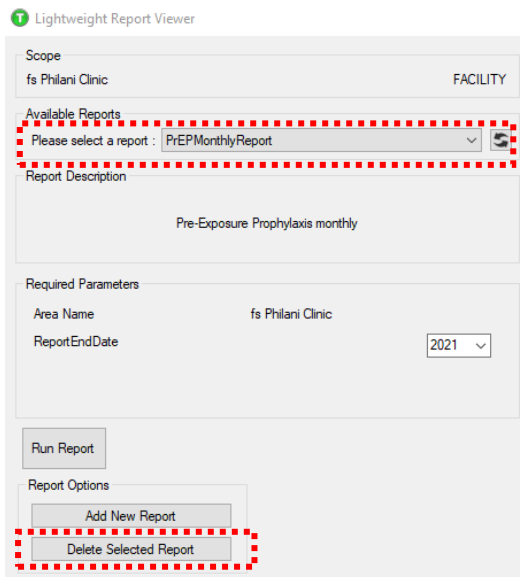 T Lightweight Report Viewer
Scope
fs Philani Clinic FACILITY
Available Reports
Please select a report : PrEPMonthlyReport
Report Description
Pre-Exposure Prophylaxis monthly
Required Parameters
Area Name fs Philani Clinic
ReportEndDate 2021
Run Report
Report Options
Add New Report
Delete Selected Report